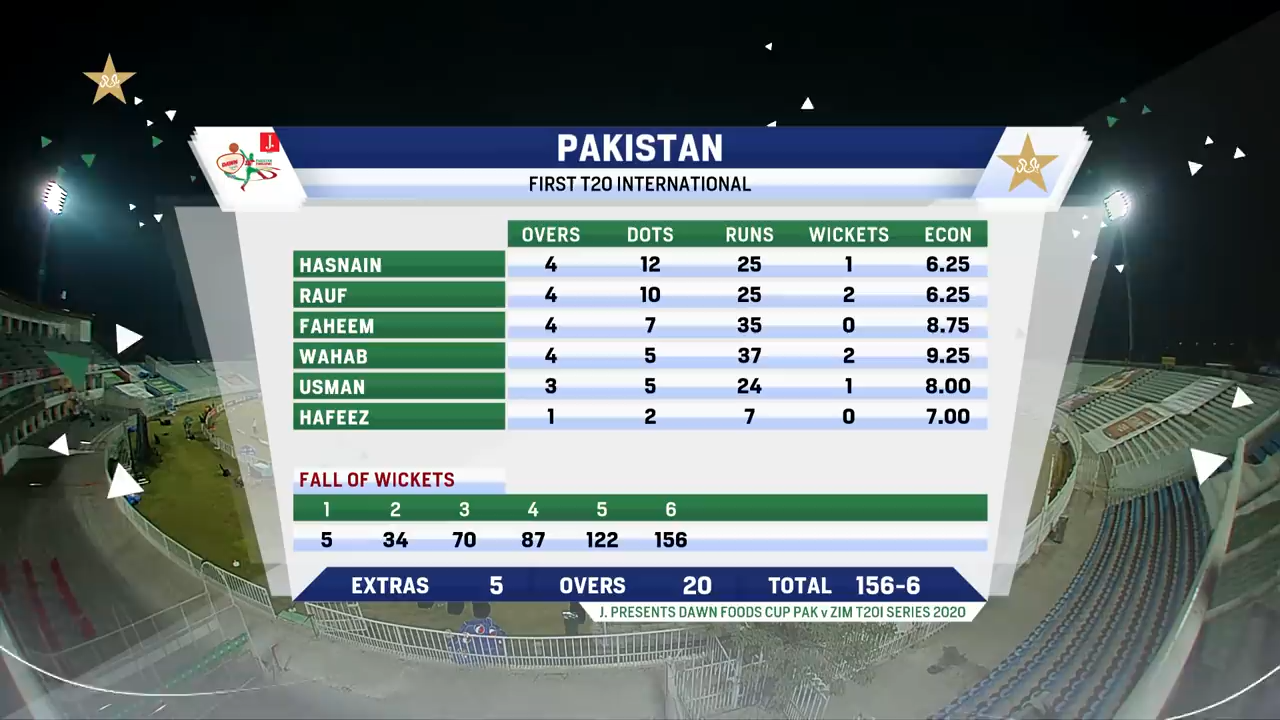 J.
DAWN
PAKISTAN
FIRST T20 INTERNATIONAL
OVERS DOTS RUNS WICKETS ECON
HASNAIN 4 12 25 1 6.25
RAUF 4 10 25 2 6.25
FAHEEM 4 7 35 0 8.75
WAHAB 4 5 37 2 9.25
USMAN 3 5 24 1 8.00
HAFEEZ 1 2 7 0 7.00
FALL OF WICKETS
1 2 3 4 5 6
5 34 70 87 122 156
EXTRAS 5 OVERS 20 TOTAL 156-6
J. PRESENTS DAWN FOODS CUP PAK v ZIM T20I SERIES 2020